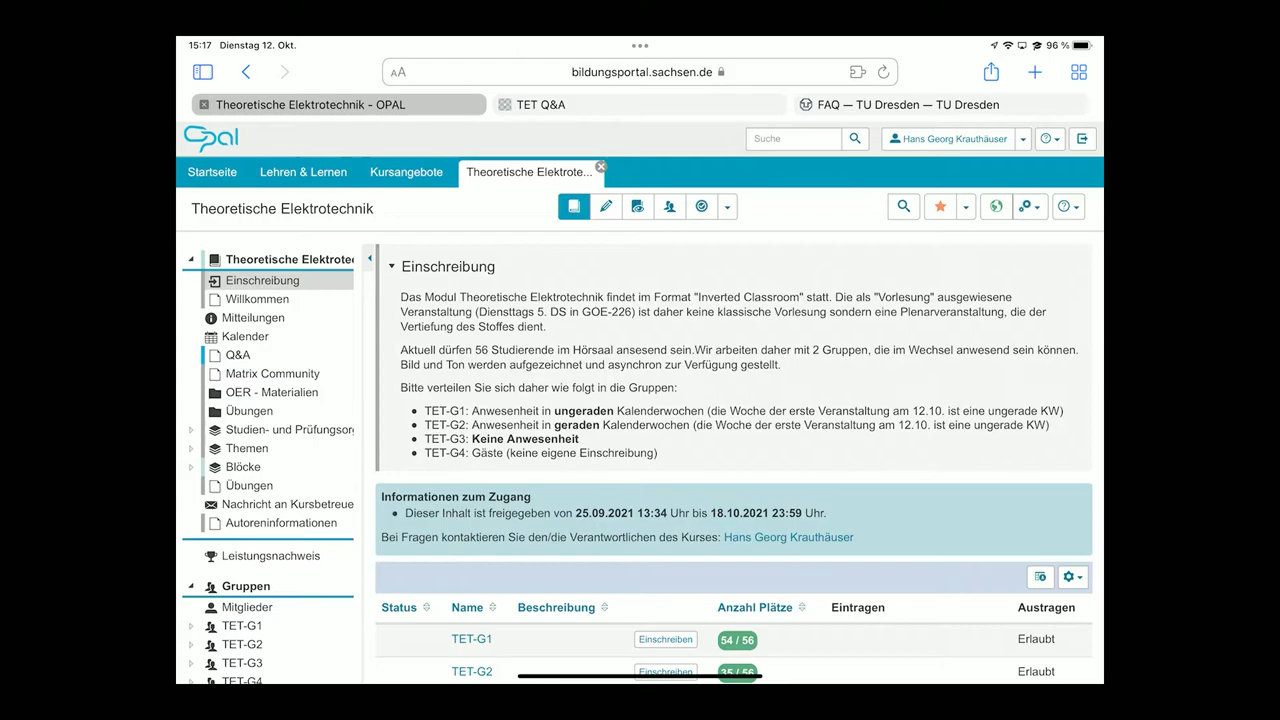 15:17 Dienstag 12. Okt.
96 %
AA
bildungsportal.sachsen.de
Theoretische Elektrotechnik - OPAL
TET Q&A
FAQ — TU Dresden — TU Dresden
Opal
Suche
Hans Georg Krauthäuser
Startseite
Lehren & Lernen
Kursangebote
Theoretische Elektrote...
Theoretische Elektrotechnik
Theoretische Elektrotec
Einschreibung
Willkommen
Mitteilungen
Kalender
Q&A
Matrix Community
OER - Materialien
Übungen
Studien- und Prüfungsorg
Themen
Blöcke
Übungen
Nachricht an Kursbetreue
Autoreninformationen
Leistungsnachweis
Gruppen
Mitglieder
TET-G1
TET-G2
TET-G3
TET-G4
Einschreibung
Das Modul Theoretische Elektrotechnik findet im Format "Inverted Classroom" statt. Die als "Vorlesung" ausgewiesene
Veranstaltung (Diensttags 5. DS in GOE-226) ist daher keine klassische Vorlesung sondern eine Plenarveranstaltung, die der
Vertiefung des Stoffes dient.
Aktuell dürfen 56 Studierende im Hörsaal ansesend sein.Wir arbeiten daher mit 2 Gruppen, die im Wechsel anwesend sein können.
Bild und Ton werden aufgezeichnet und asynchron zur Verfügung gestellt.
Bitte verteilen Sie sich daher wie folgt in die Gruppen:
TET-G1: Anwesenheit in ungeraden Kalenderwochen (die Woche der erste Veranstaltung am 12.10. ist eine ungerade KW)
TET-G2: Anwesenheit in geraden Kalenderwochen (die Woche der erste Veranstaltung am 12.10. ist eine ungerade KW)
TET-G3: Keine Anwesenheit
TET-G4: Gäste (keine eigene Einschreibung)
Informationen zum Zugang
Dieser Inhalt ist freigegeben von 25.09.2021 13:34 Uhr bis 18.10.2021 23:59 Uhr.
Bei Fragen kontaktieren Sie den/die Verantwortlichen des Kurses: Hans Georg Krauthäuser
Status Name Beschreibung Anzahl Plätze Eintragen Austragen
TET-G1 Einschreiben 54 / 56 Erlaubt
TET-G2 Einschreiben 35 / 56 Erlaubt